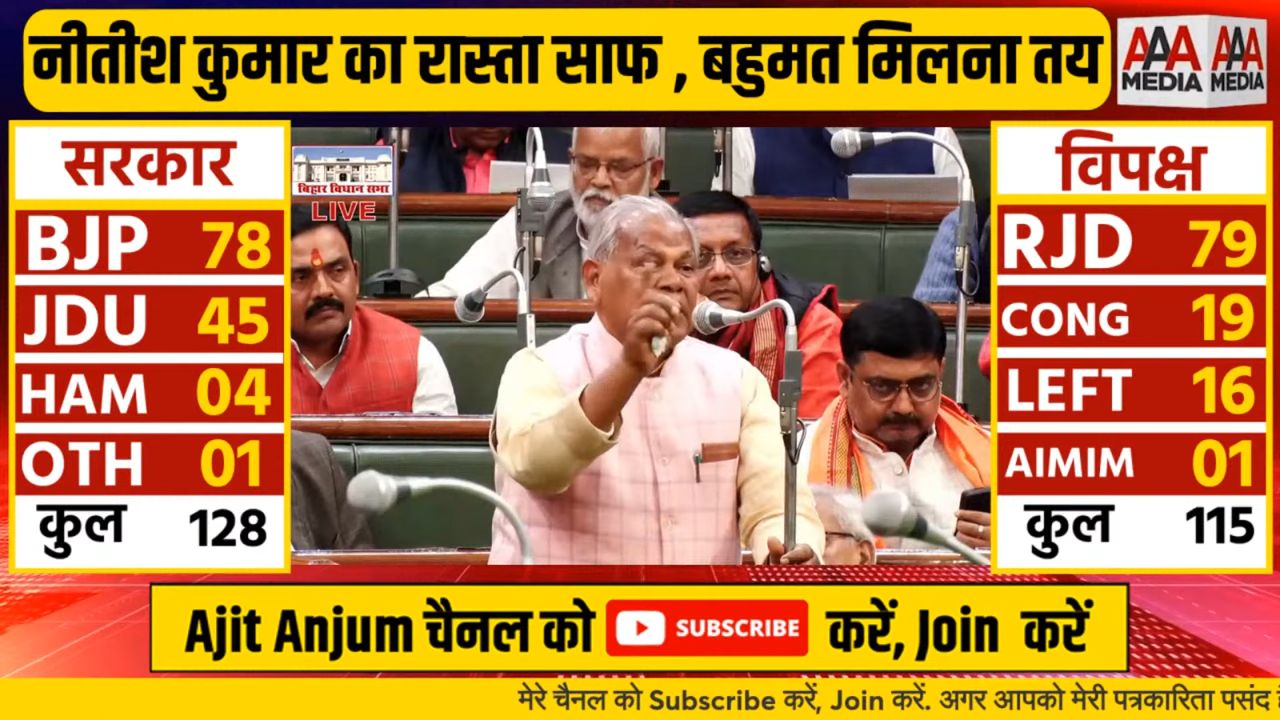 नीतीश कुमार का रास्ता साफ , बहुमत मिलना तय
AAA MEDIA
AAA MEDIA
सरकार
BJP 78
JDU 45
HAM 04
OTH 01
कुल 128
बिहार विधान सभा
LIVE
विपक्ष
RJD 79
CONG 19
LEFT 16
AIMIM 01
कुल 115
Ajit Anjum चैनल को SUBSCRIBE करें, Join करें
मेरे चैनल को Subscribe करें, Join करें. अगर आपको मेरी पत्रकारिता पसंद